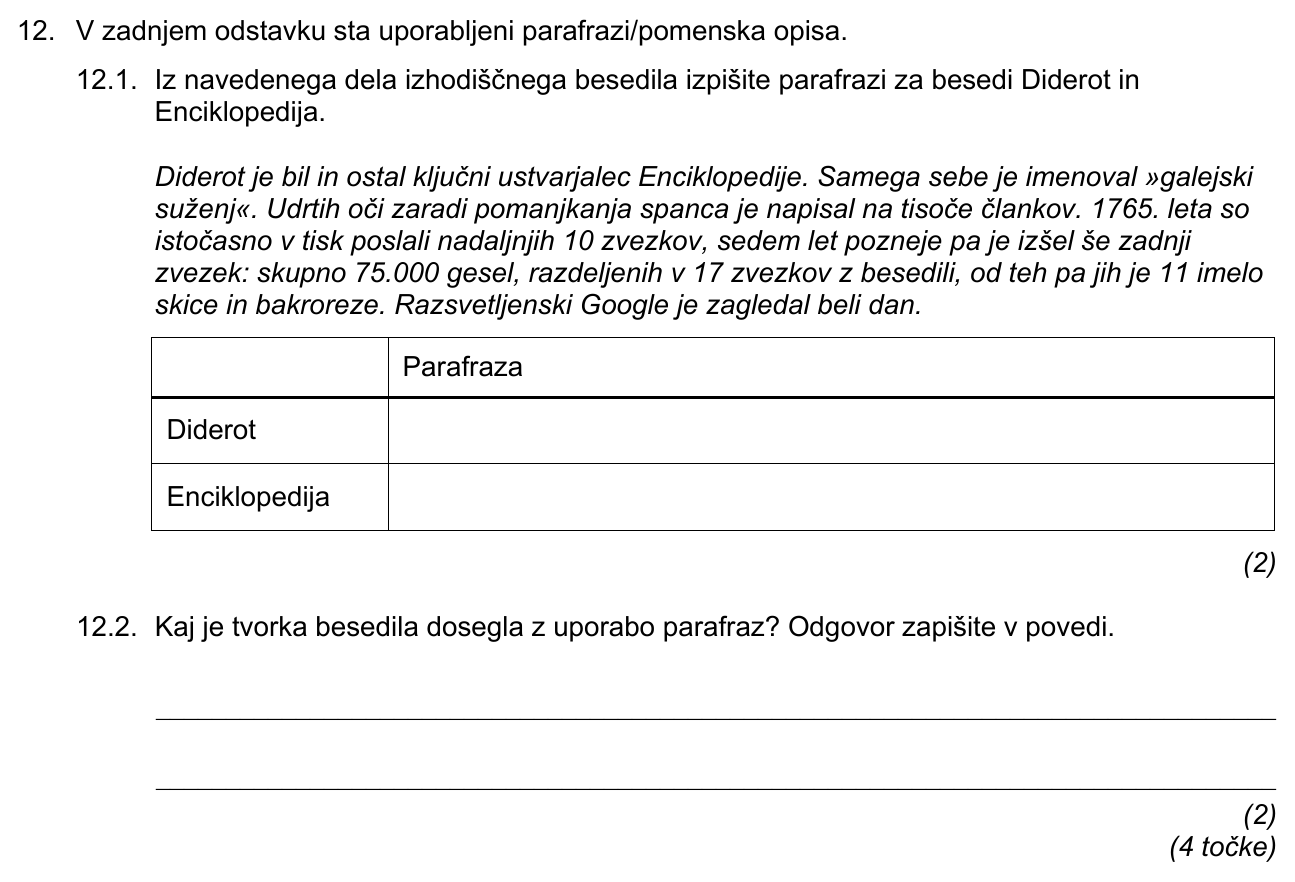 12. V zadnjem odstavku sta uporabljeni parafrazi/pomenska opisa.
12.1. Iz navedenega dela izhodiščnega besedila izpišite parafrazi za besedi Diderot in
Enciklopedija.
Diderot je bil in ostal ključni ustvarjalec Enciklopedije. Samega sebe je imenoval »galejski
suženj«. Udrtih oči zaradi pomanjkanja spanca je napisal na tisoče člankov. 1765. leta so
istočasno v tisk poslali nadaljnjih 10 zvezkov, sedem let pozneje pa je izšel še zadnji
zvezek: skupno 75.000 gesel, razdeljenih v 17 zvezkov z besedili, od teh pa jih je 11 imelo
skice in bakroreze. Razsvetljenski Google je zagledal beli dan.
Parafraza
Diderot
Enciklopedija
(2)
12.2. Kaj je tvorka besedila dosegla z uporabo parafraz? Odgovor zapišite v povedi.
(2)
(4 točke)